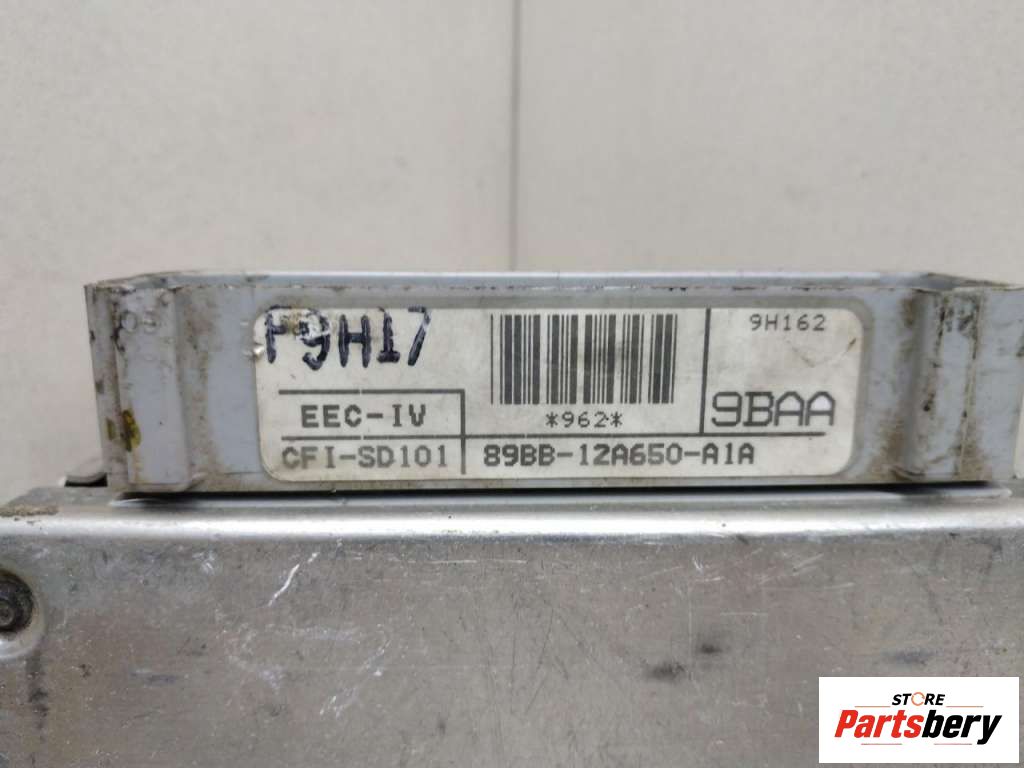 F9H17
9H162
EEC-IV
*962*
9BAA
CFI-SD101
89BB-12A650-A1A
STORE
Partsbery